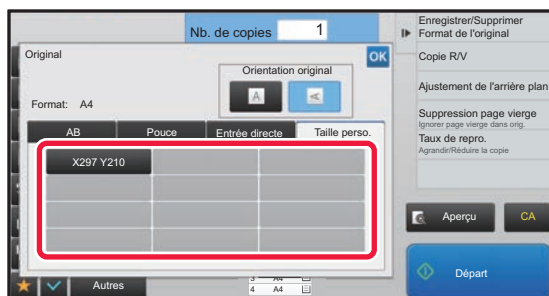 Nb. de copies 1
Original
OK
Orientation original
A
A
Format: A4
AB
Pouce
Entrée directe
Taille perso.
X297 Y210
Autres
3 A4
4 A4
Enregistrer/Supprimer
Format de l'original
Copie R/V
Ajustement de l'arrière plan
Suppression page vierge
Ignorer page vierge dans orig.
Taux de repro.
Agrandir/Réduire la copie
Aperçu
CA
Départ